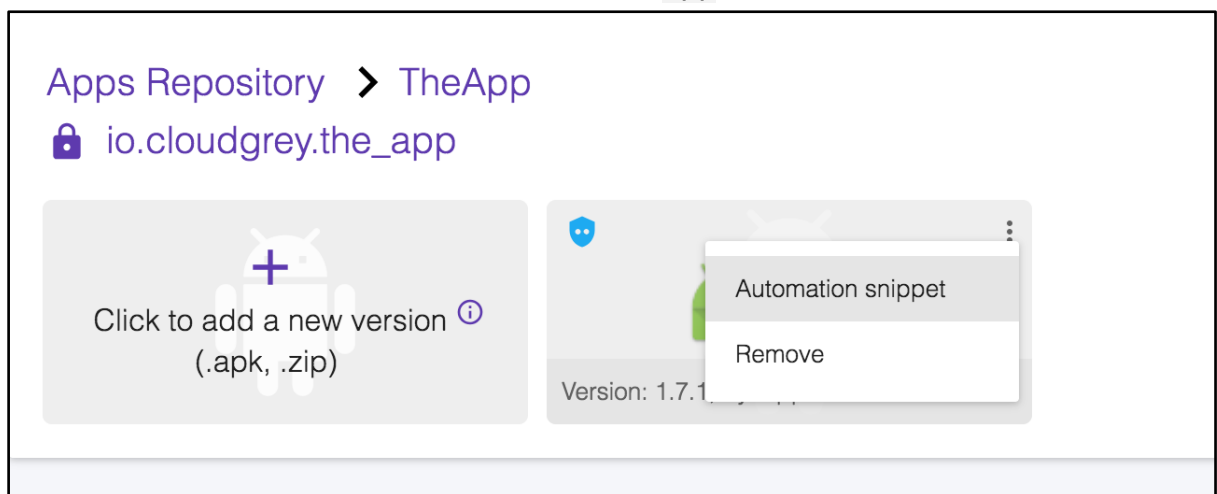 Apps Repository > TheApp
io.cloudgrey.the_app
Click to add a new version
(.apk, .zip)
Automation snippet
Remove
Version: 1.7.1